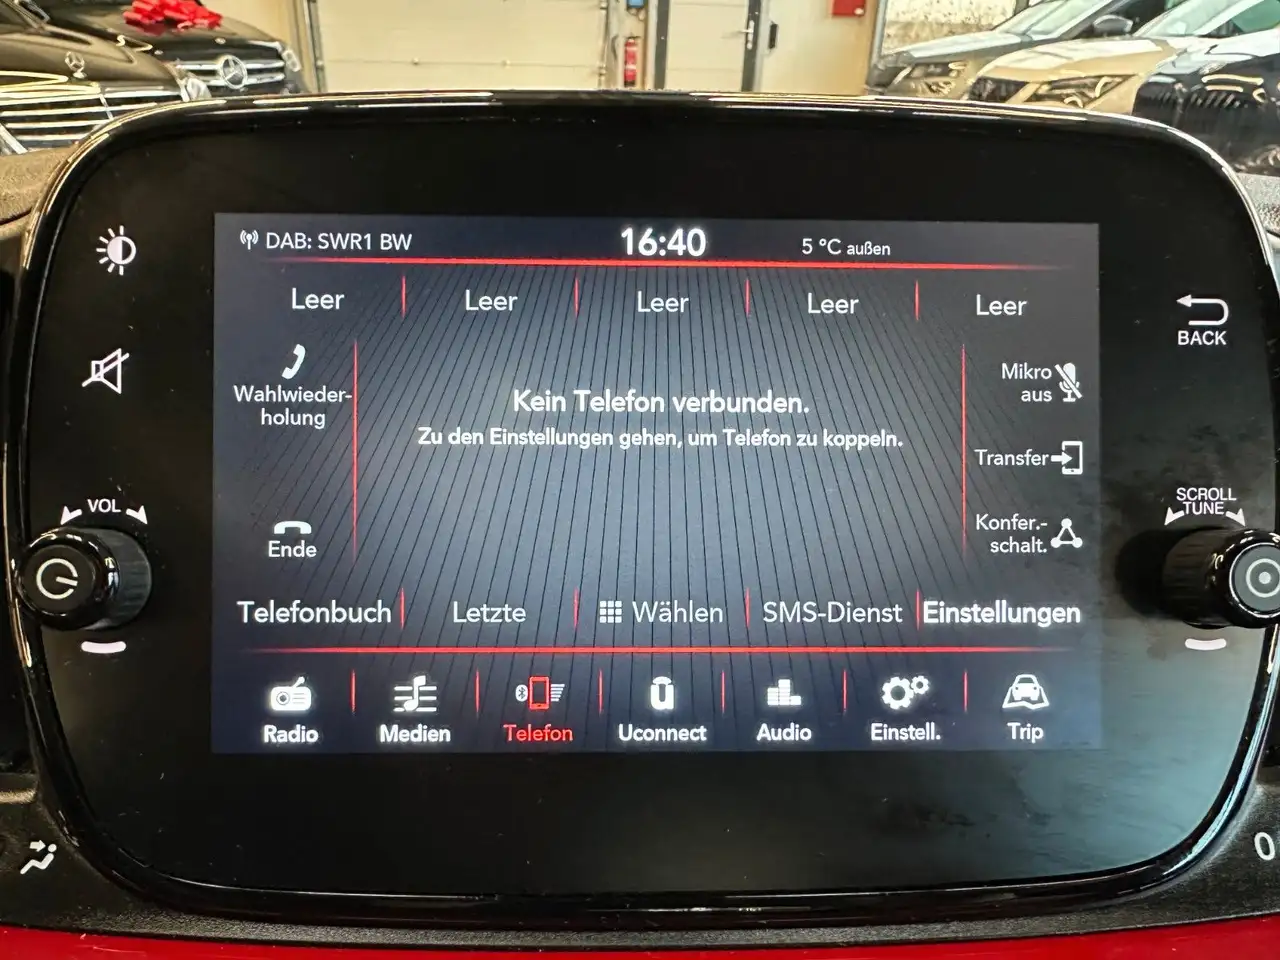 DAB: SWR1 BW
16:40
5 °C außen
Leer
Leer
Leer
Leer
Leer
Wahlwieder-
holung
Kein Telefon verbunden.
Zu den Einstellungen gehen, um Telefon zu koppeln.
Mikro
aus
Transfer
Konfer.-
schalt.
Ende
Telefonbuch
Letzte
Wählen
SMS-Dienst
Einstellungen
Radio
Medien
Telefon
Uconnect
Audio
Einstell.
Trip
VOL
BACK
SCROLL
TUNE
0